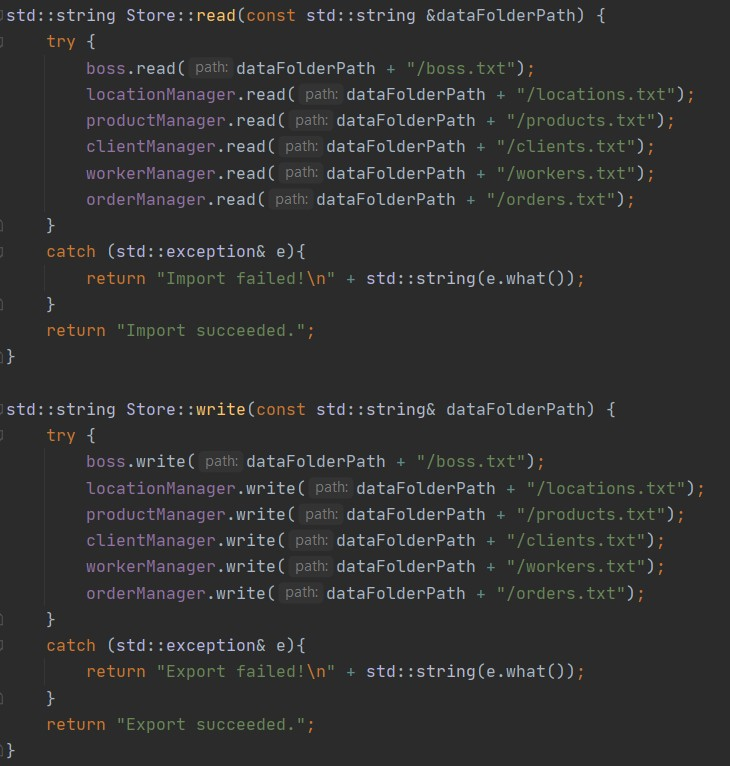 std::string Store::read(const std::string &dataFolderPath) {
    try {
        boss.read( path: dataFolderPath + "/boss.txt");
        locationManager.read( path: dataFolderPath + "/locations.txt");
        productManager.read( path: dataFolderPath + "/products.txt");
        clientManager.read( path: dataFolderPath + "/clients.txt");
        workerManager.read( path: dataFolderPath + "/workers.txt");
        orderManager.read( path: dataFolderPath + "/orders.txt");
    }
    catch (std::exception& e){
        return "Import failed!\n" + std::string(e.what());
    }
    return "Import succeeded.";
}

std::string Store::write(const std::string& dataFolderPath) {
    try {
        boss.write( path: dataFolderPath + "/boss.txt");
        locationManager.write( path: dataFolderPath + "/locations.txt");
        productManager.write( path: dataFolderPath + "/products.txt");
        clientManager.write( path: dataFolderPath + "/clients.txt");
        workerManager.write( path: dataFolderPath + "/workers.txt");
        orderManager.write( path: dataFolderPath + "/orders.txt");
    }
    catch (std::exception& e){
        return "Export failed!\n" + std::string(e.what());
    }
    return "Export succeeded.";
}